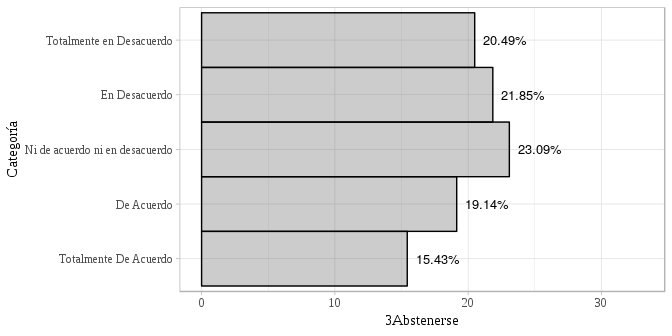 Categoría
Totalmente en Desacuerdo 20.49%
En Desacuerdo 21.85%
Ni de acuerdo ni en desacuerdo 23.09%
De Acuerdo 19.14%
Totalmente De Acuerdo 15.43%
0 10 20 30
3Abstenerse